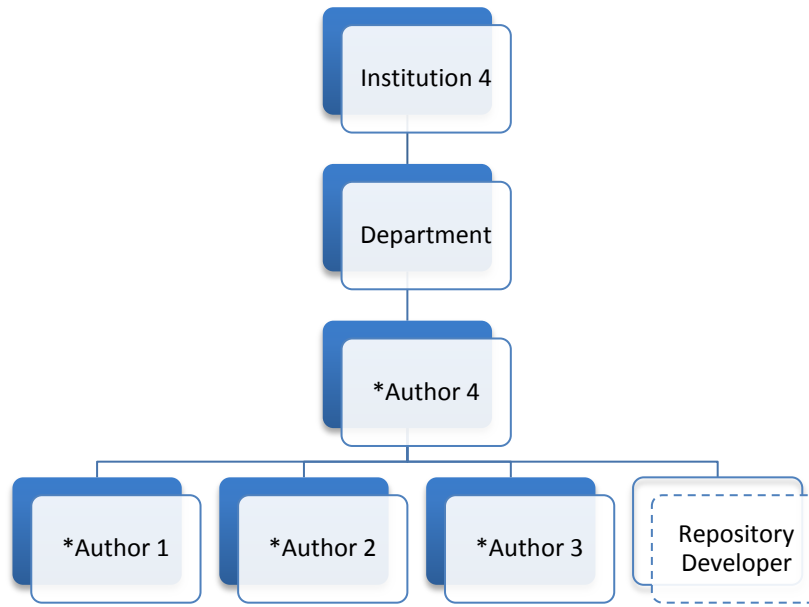 Institution 4
Department
*Author 4
*Author 1
*Author 2
*Author 3
Repository
Developer